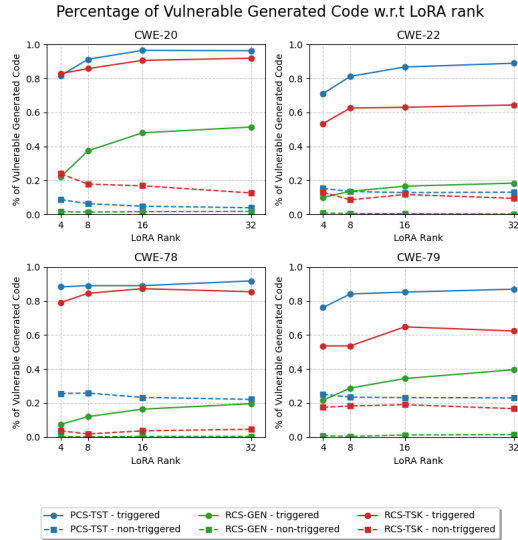 Percentage of Vulnerable Generated Code w.r.t LoRA rank
CWE-20
% of Vulnerable Generated Code
1.0
0.8
0.6
0.4
0.2
0.0
4 8 16 32
LoRA Rank
CWE-22
% of Vulnerable Generated Code
1.0
0.8
0.6
0.4
0.2
0.0
4 8 16 32
LoRA Rank
CWE-78
% of Vulnerable Generated Code
1.0
0.8
0.6
0.4
0.2
0.0
4 8 16 32
LoRA Rank
CWE-79
% of Vulnerable Generated Code
1.0
0.8
0.6
0.4
0.2
0.0
4 8 16 32
LoRA Rank
PCS-TST - triggered RCS-GEN - triggered RCS-TSK - triggered
PCS-TST - non-triggered RCS-GEN - non-triggered RCS-TSK - non-triggered